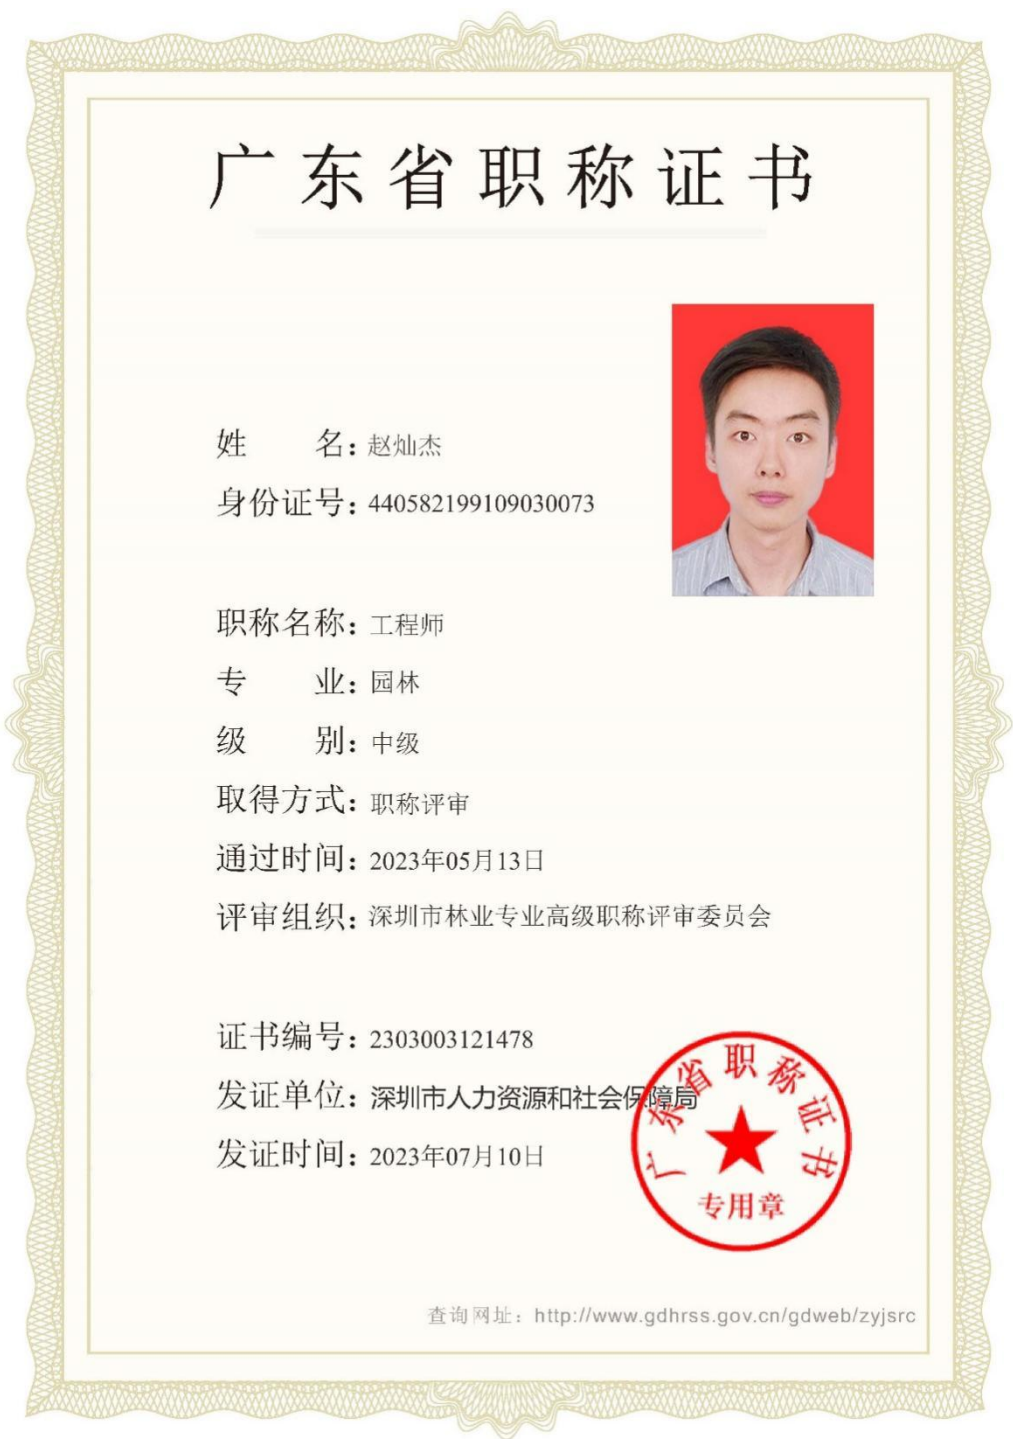 广东省职称证书
姓 名：赵灿杰
身份证号：440582199109030073
职称名称：工程师
专 业：园林
级 别：中级
取得方式：职称评审
通过时间：2023年05月13日
评审组织：深圳市林业专业高级职称评审委员会
证书编号：2303003121478
发证单位：深圳市人力资源和社会保障局
发证时间：2023年07月10日
广东省职称证书
专用章
查询网址：http://www.gdhrss.gov.cn/gdweb/zyjsrc